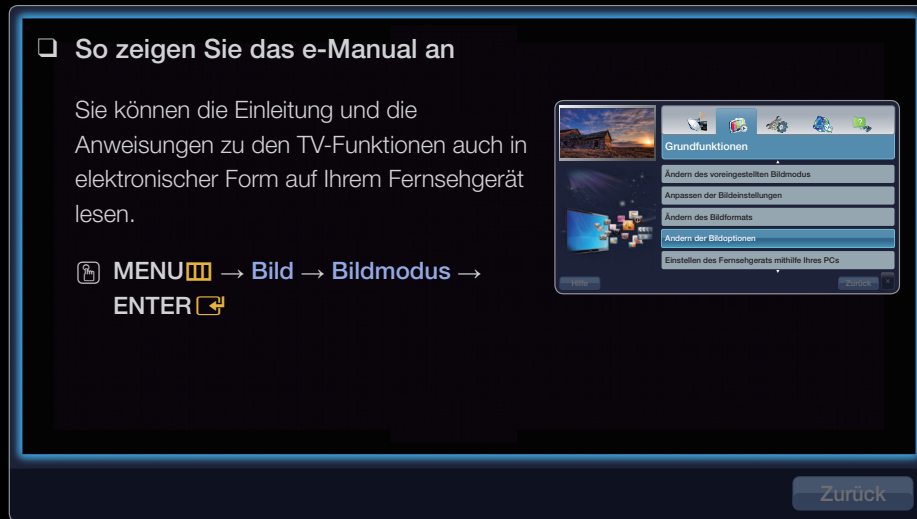 So zeigen Sie das e-Manual an
Sie können die Einleitung und die
Anweisungen zu den TV-Funktionen auch in
elektronischer Form auf Ihrem Fernsehgerät
lesen.
MENU → Bild → Bildmodus →
ENTER
Grundfunktionen
Ändern des voreingestellten Bildmodus
Anpassen der Bildeinstellungen
Ändern des Bildformats
Andern der Bildoptionen
Einstellen des Fernsehgerats mithilfe Ihres PCs
Hilfe
Zurück
Zurück